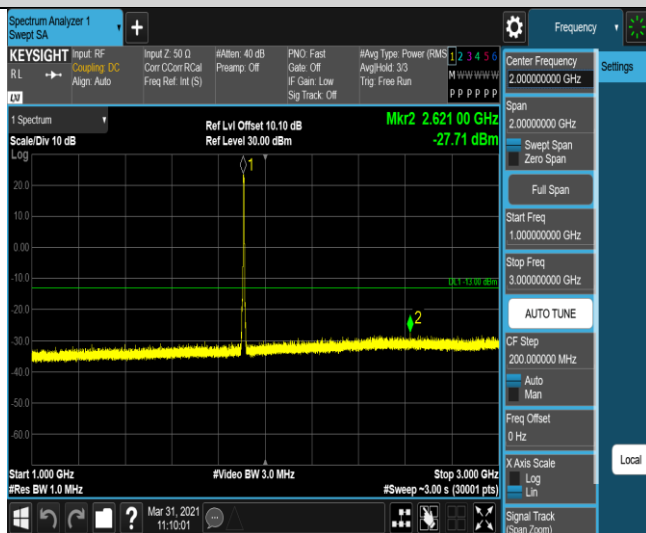 Spectrum Analyzer 1
Swept SA
+
Frequency
KEYSIGHT
RL
Input: RF
Coupling: DC
Align: Auto
Input Z: 50 Ω
Corr CCorr RCal
Freq Ref: Int (S)
#Atten: 40 dB
Preamp: Off
PNO: Fast
Gate: Off
IF Gain: Low
Sig Track: Off
#Avg Type: Power (RMS
Avg|Hold: 3/3
Trig: Free Run
1 2 3 4 5 6
M W W W W W
P P P P P P
1 Spectrum
Scale/Div 10 dB
Log
Ref Lvl Offset 10.10 dB
Ref Level 30.00 dBm
Mkr2 2.621 00 GHz
-27.71 dBm
1
20.0
10.0
0.00
-10.0
DL1 -13.00 dBm
2
-20.0
-30.0
-40.0
-50.0
-60.0
Start 1.000 GHz
#Res BW 1.0 MHz
#Video BW 3.0 MHz
Stop 3.000 GHz
#Sweep ~3.00 s (30001 pts)
?
Mar 31, 2021
11:10:01
Center Frequency
2.000000000 GHz
Span
2.00000000 GHz
Swept Span
Zero Span
Full Span
Start Freq
1.000000000 GHz
Stop Freq
3.000000000 GHz
AUTO TUNE
CF Step
200.000000 MHz
Auto
Man
Freq Offset
0 Hz
X Axis Scale
Log
Lin
Signal Track
(Span Zoom)
Settings
Local